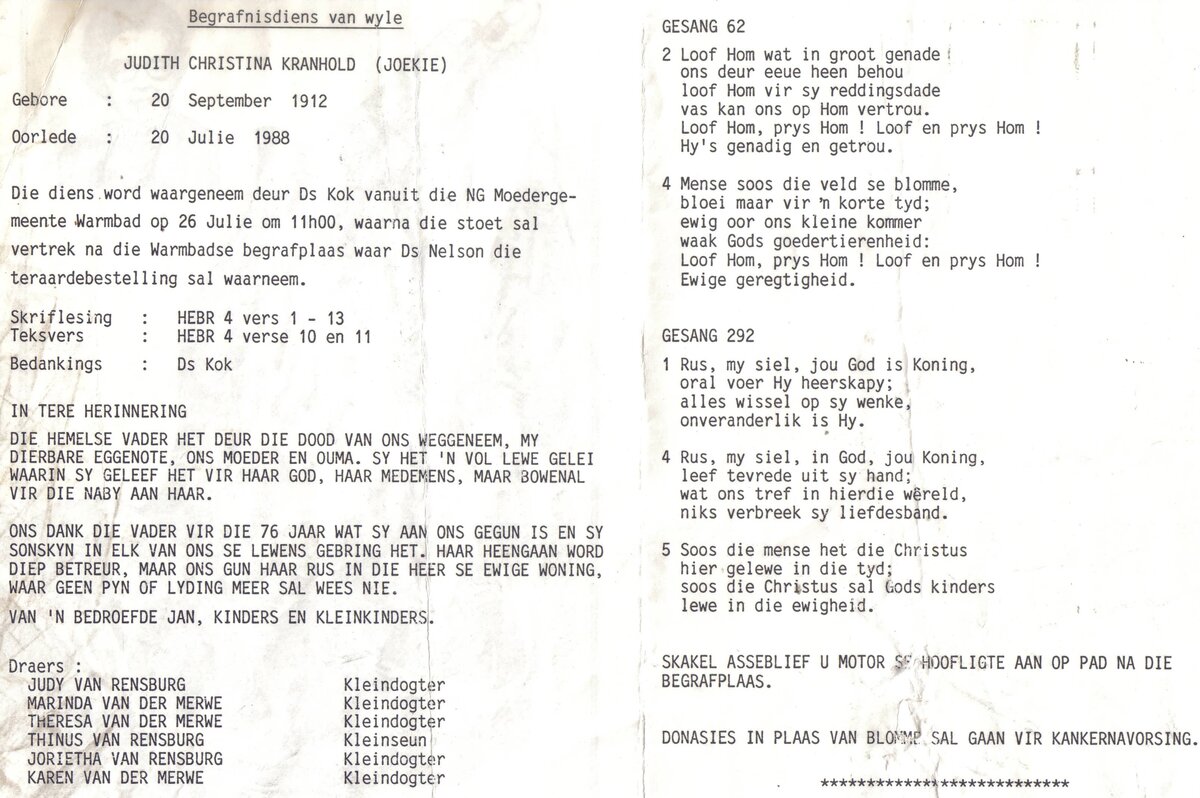 Begrafnisdiens van wyle
JUDITH CHRISTINA KRANHOLD (JOEKIE)
Gebore : 20 September 1912
Oorlede : 20 Julie 1988
Die diens word waargeneem deur Ds Kok vanuit die NG Moederge-
meente Warmbad op 26 Julie om 11h00, waarna die stoet sal
vertrek na die Warmbadse begrafplaas waar Ds Nelson die
teraardebestelling sal waarneem.
Skriflesing : HEBR 4 vers 1 - 13
Teksvers : HEBR 4 verse 10 en 11
Bedankings : Ds Kok
IN TERE HERINNERING
DIE HEMELSE VADER HET DEUR DIE DOOD VAN ONS WEGGENEEM, MY
DIERBARE EGGENOTE, ONS MOEDER EN OUMA. SY HET 'N VOL LEWE GELEI
WAARIN SY GELEEF HET VIR HAAR GOD, HAAR MEDEMENS, MAAR BOWENAL
VIR DIE NABY AAN HAAR.
ONS DANK DIE VADER VIR DIE 76 JAAR WAT SY AAN ONS GEGUN IS EN SY
SONSKYN IN ELK VAN ONS SE LEWENS GEBRING HET. HAAR HEENGAAN WORD
DIEP BETREUR, MAAR ONS GUN HAAR RUS IN DIE HEER SE EWIGE WONING,
WAAR GEEN PYN OF LYDING MEER SAL WEES NIE.
VAN 'N BEDROEFDE JAN, KINDERS EN KLEINKINDERS.
Draers :
JUDY VAN RENSBURG Kleindogter
MARINDA VAN DER MERWE Kleindogter
THERESA VAN DER MERWE Kleindogter
THINUS VAN RENSBURG Kleinseun
JORIETHA VAN RENSBURG Kleindogter
KAREN VAN DER MERWE Kleindogter
GESANG 62
2 Loof Hom wat in groot genade
ons deur eeue heen behou
loof Hom vir sy reddingsdade
vas kan ons op Hom vertrou.
Loof Hom, prys Hom ! Loof en prys Hom !
Hy's genadig en getrou.
4 Mense soos die veld se blomme,
bloei maar vir 'n korte tyd;
ewig oor ons kleine kommer
waak Gods goedertierenheid:
Loof Hom, prys Hom ! Loof en prys Hom !
Ewige geregtigheid.
GESANG 292
1 Rus, my siel, jou God is Koning,
oral voer Hy heerskapy;
alles wissel op sy wenke,
onveranderlik is Hy.
4 Rus, my siel, in God, jou Koning,
leef tevrede uit sy hand;
wat ons tref in hierdie wêreld,
niks verbreek sy liefdesband.
5 Soos die mense het die Christus
hier gelewe in die tyd;
soos die Christus sal Gods kinders
lewe in die ewigheid.
SKAKEL ASSEBLIEF U MOTOR SE HOOFLIGTE AAN OP PAD NA DIE
BEGRAFPLAAS.
DONASIES IN PLAAS VAN BLOMME SAL GAAN VIR KANKERNAVORSING.
***************************